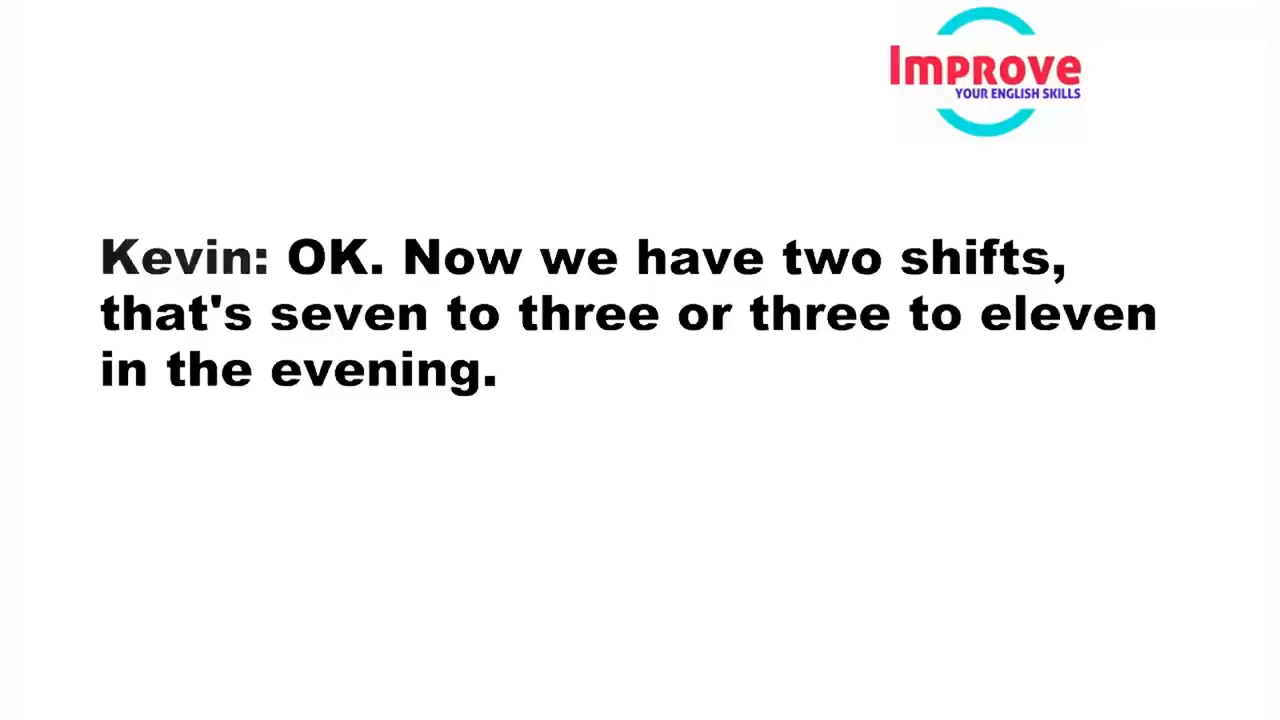 Improve
YOUR ENGLISH SKILLS
Kevin: OK. Now we have two shifts,
that's seven to three or three to eleven
in the evening.